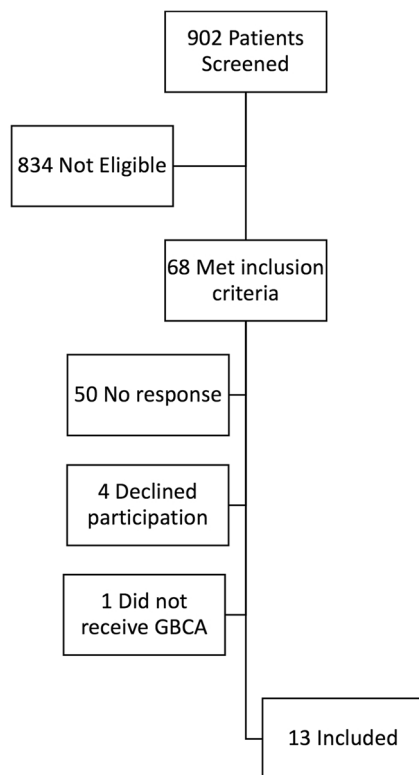 902 Patients
Screened
834 Not Eligible
68 Met inclusion
criteria
50 No response
4 Declined
participation
1 Did not
receive GBCA
13 Included